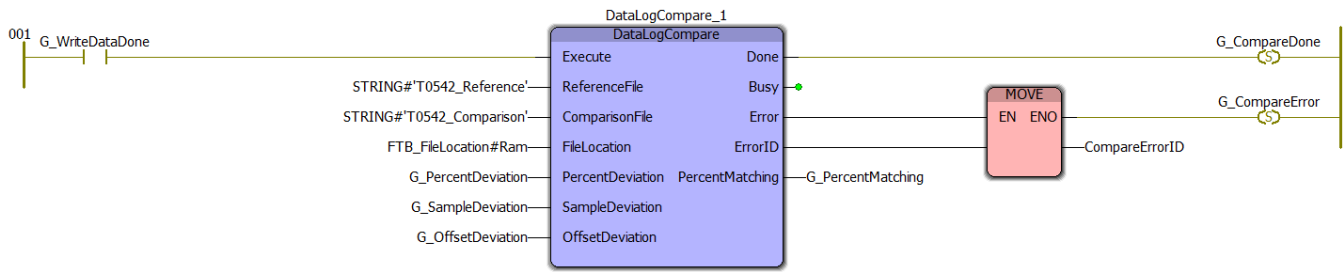 DataLogCompare_1
001
G_WriteDataDone
DataLogCompare
G_CompareDone
Execute
Done
(S)
STRING#'T0542_Reference'
ReferenceFile
Busy
MOVE
G_CompareError
STRING#'T0542_Comparison'
ComparisonFile
Error
EN ENO
(S)
FTB_FileLocation#Ram
FileLocation
ErrorID
CompareErrorID
G_PercentDeviation
PercentDeviation
PercentMatching
G_PercentMatching
G_SampleDeviation
SampleDeviation
G_OffsetDeviation
OffsetDeviation